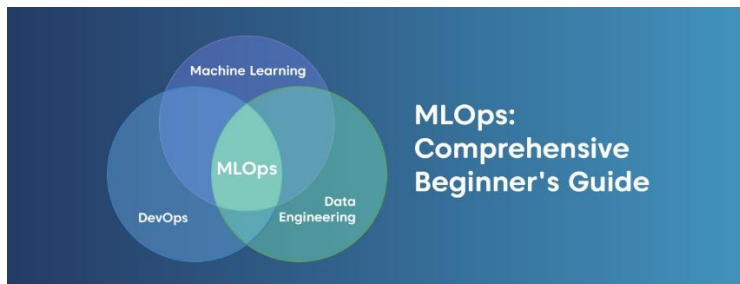 Machine Learning
MLOps
DevOps
Data
Engineering
MLOps:
Comprehensive
Beginner's Guide